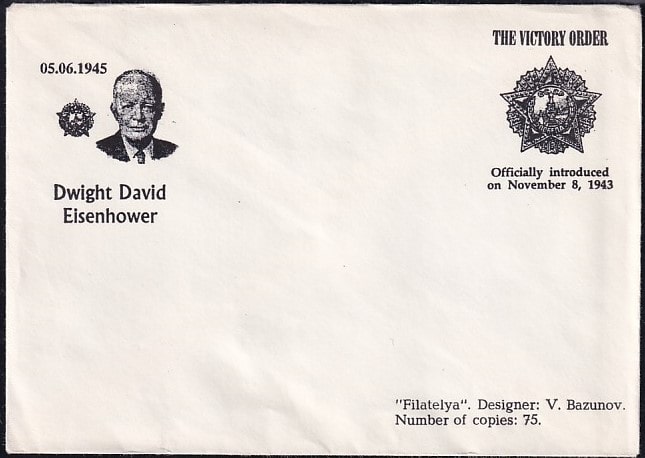 THE VICTORY ORDER
05.06.1945
Officially introduced
on November 8, 1943
Dwight David
Eisenhower
"Filatelya". Designer: V. Bazunov.
Number of copies: 75.